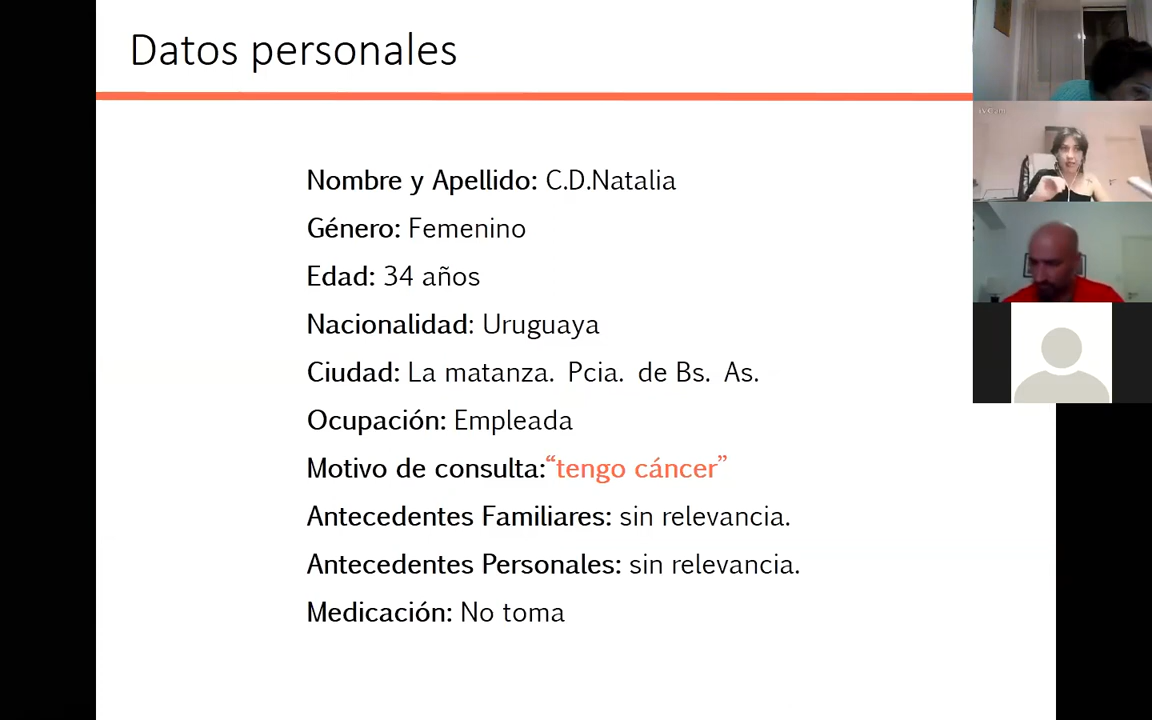 Datos personales
Nombre y Apellido: C.D.Natalia
Género: Femenino
Edad: 34 años
Nacionalidad: Uruguaya
Ciudad: La matanza. Pcia. de Bs. As.
Ocupación: Empleada
Motivo de consulta:“tengo cáncer”
Antecedentes Familiares: sin relevancia.
Antecedentes Personales: sin relevancia.
Medicación: No toma